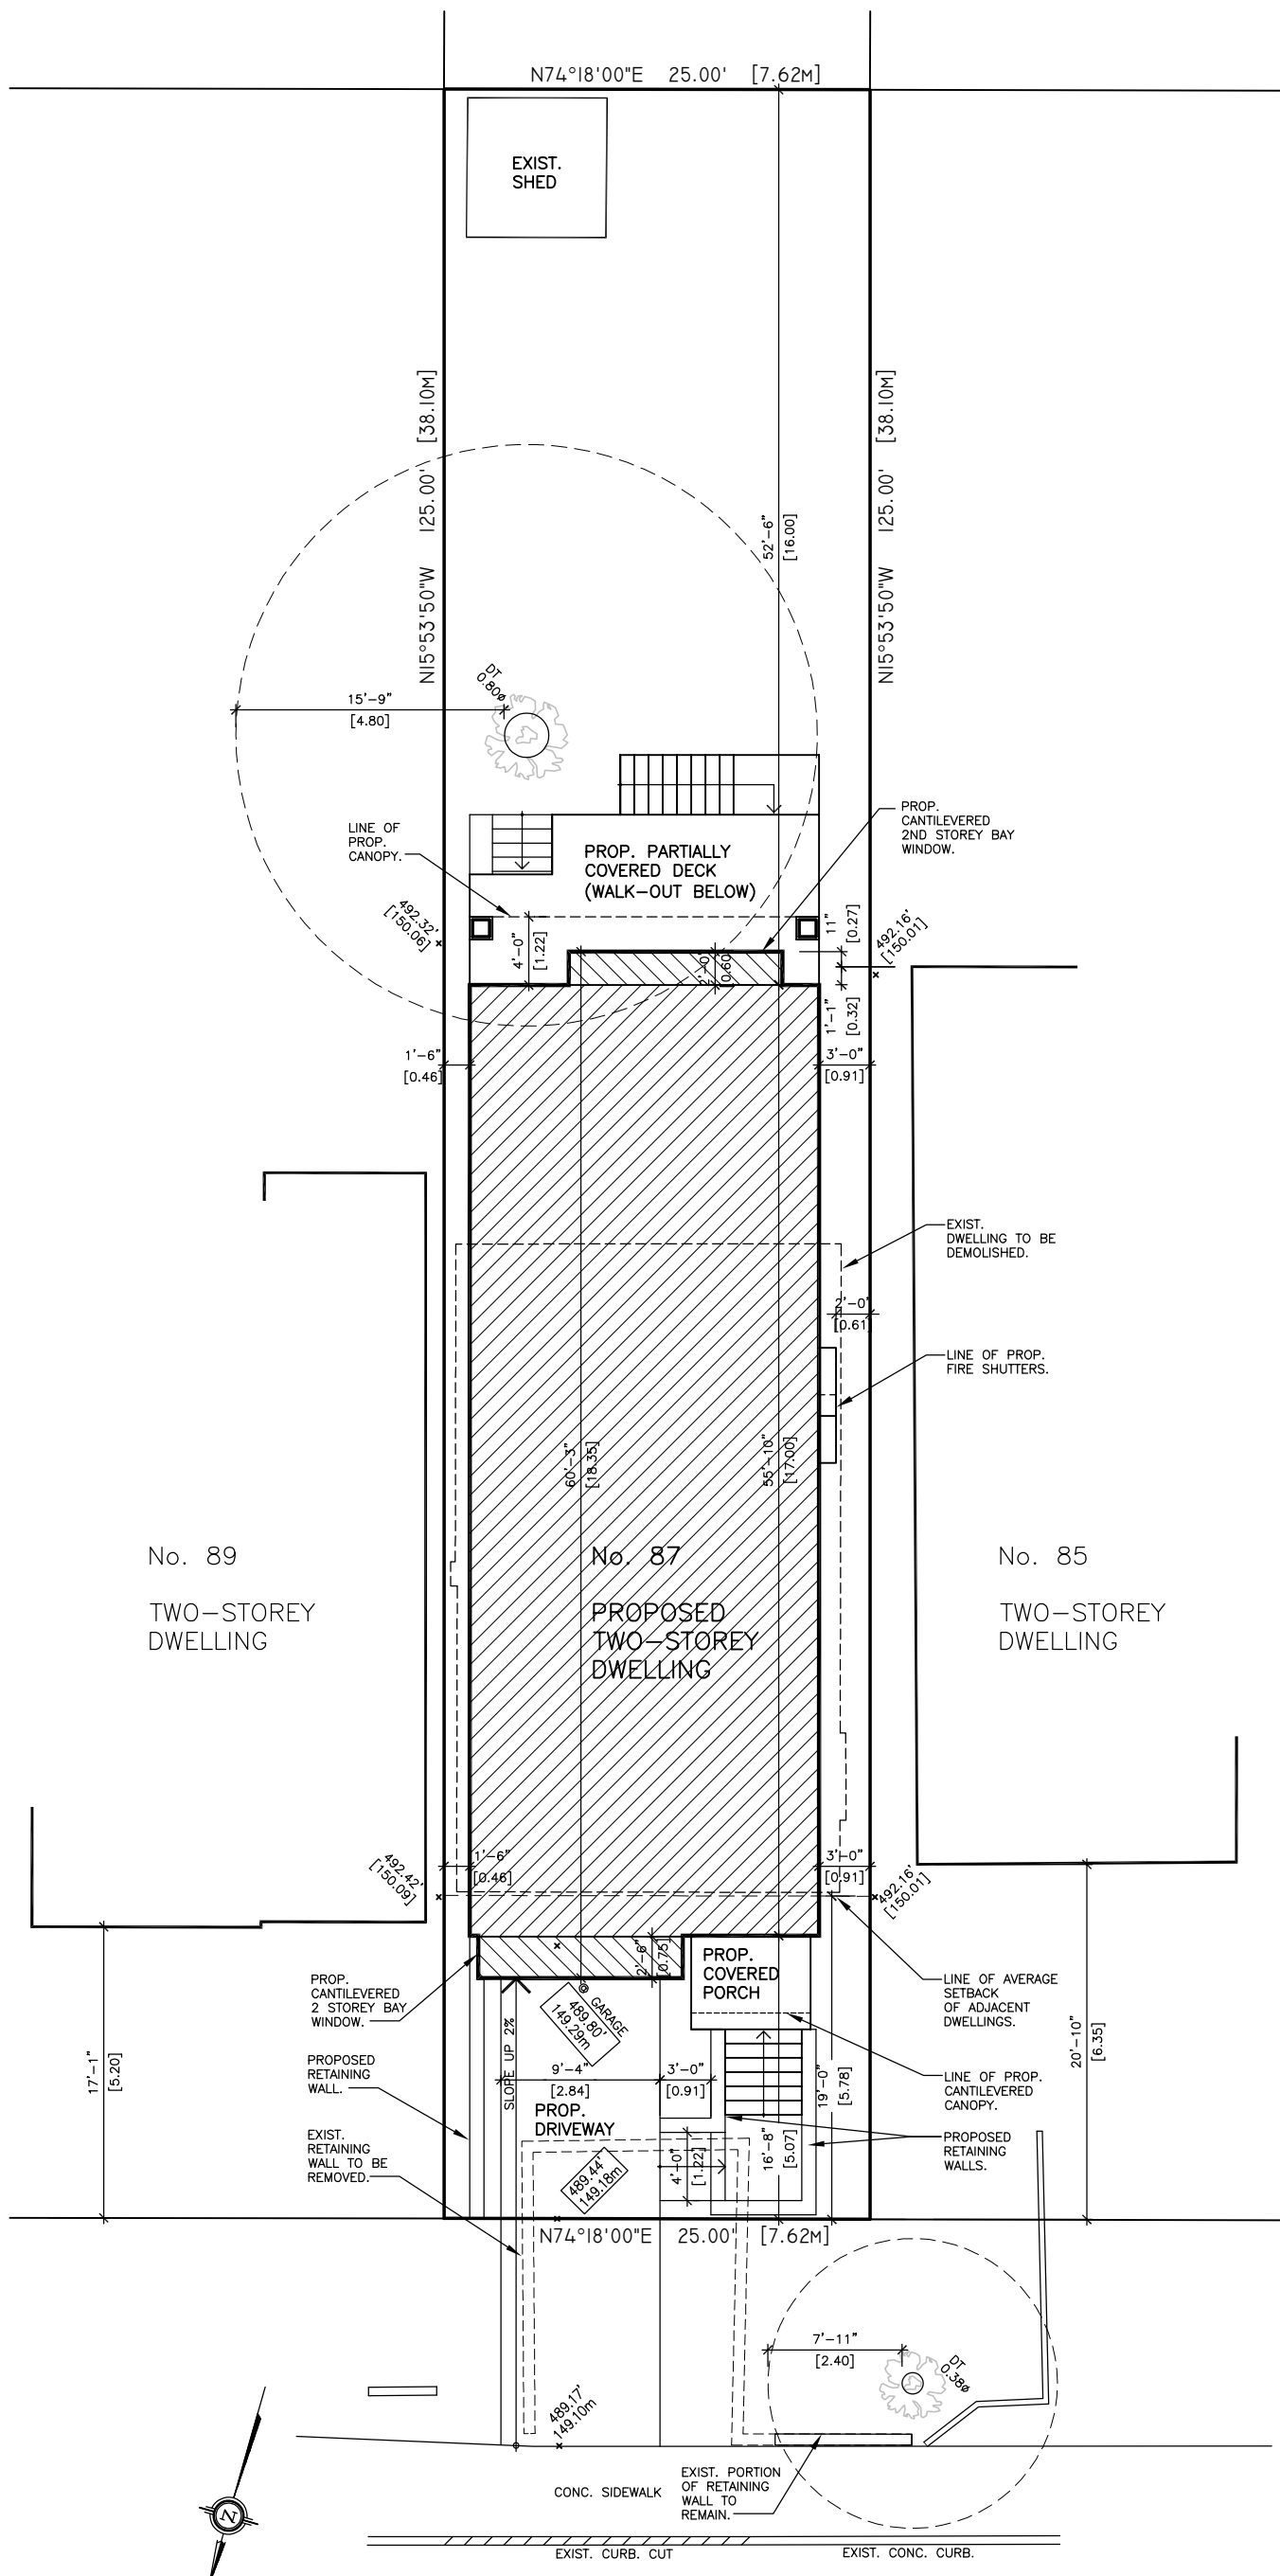 N74°18'00"E 25.00' [7.62M]
EXIST.
SHED
N15°53'50"W 125.00' [38.10M]
N15°53'50"W 125.00' [38.10M]
52'-6"
[16.00]
DT
0.80ø
15'-9"
[4.80]
LINE OF
PROP.
CANOPY.
PROP.
CANTILEVERED
2ND STOREY BAY
WINDOW.
PROP. PARTIALLY
COVERED DECK
(WALK-OUT BELOW)
492.32'
[150.06]
4'-0"
[1.22]
2'-0"
[0.60]
11"
[0.27]
492.16'
[150.01]
1'-1"
[0.32]
1'-6"
[0.46]
3'-0"
[0.91]
EXIST.
DWELLING TO BE
DEMOLISHED.
2'-0"
[0.61]
LINE OF PROP.
FIRE SHUTTERS.
60'-3"
[18.35]
55'-10"
[17.00]
No. 89
TWO-STOREY
DWELLING
No. 87
PROPOSED
TWO-STOREY
DWELLING
No. 85
TWO-STOREY
DWELLING
492.42'
[150.09]
1'-6"
[0.46]
3'-0"
[0.91]
492.16'
[150.01]
2'-6"
[0.75]
PROP.
COVERED
PORCH
PROP.
CANTILEVERED
2 STOREY BAY
WINDOW.
LINE OF AVERAGE
SETBACK
OF ADJACENT
DWELLINGS.
GARAGE
489.80'
149.29m
SLOPE UP 2%
17'-1"
[5.20]
20'-10"
[6.35]
PROPOSED
RETAINING
WALL.
9'-4"
[2.84]
3'-0"
[0.91]
19'-0"
[5.78]
LINE OF PROP.
CANTILEVERED
CANOPY.
PROP.
DRIVEWAY
EXIST.
RETAINING
WALL TO BE
REMOVED.
489.44'
149.18m
4'-0"
[1.22]
16'-8"
[5.07]
PROPOSED
RETAINING
WALLS.
N74°18'00"E 25.00' [7.62M]
7'-11"
[2.40]
DT
0.38ø
489.17'
149.10m
CONC. SIDEWALK
EXIST. PORTION
OF RETAINING
WALL TO
REMAIN.
N
EXIST. CURB. CUT
EXIST. CONC. CURB.